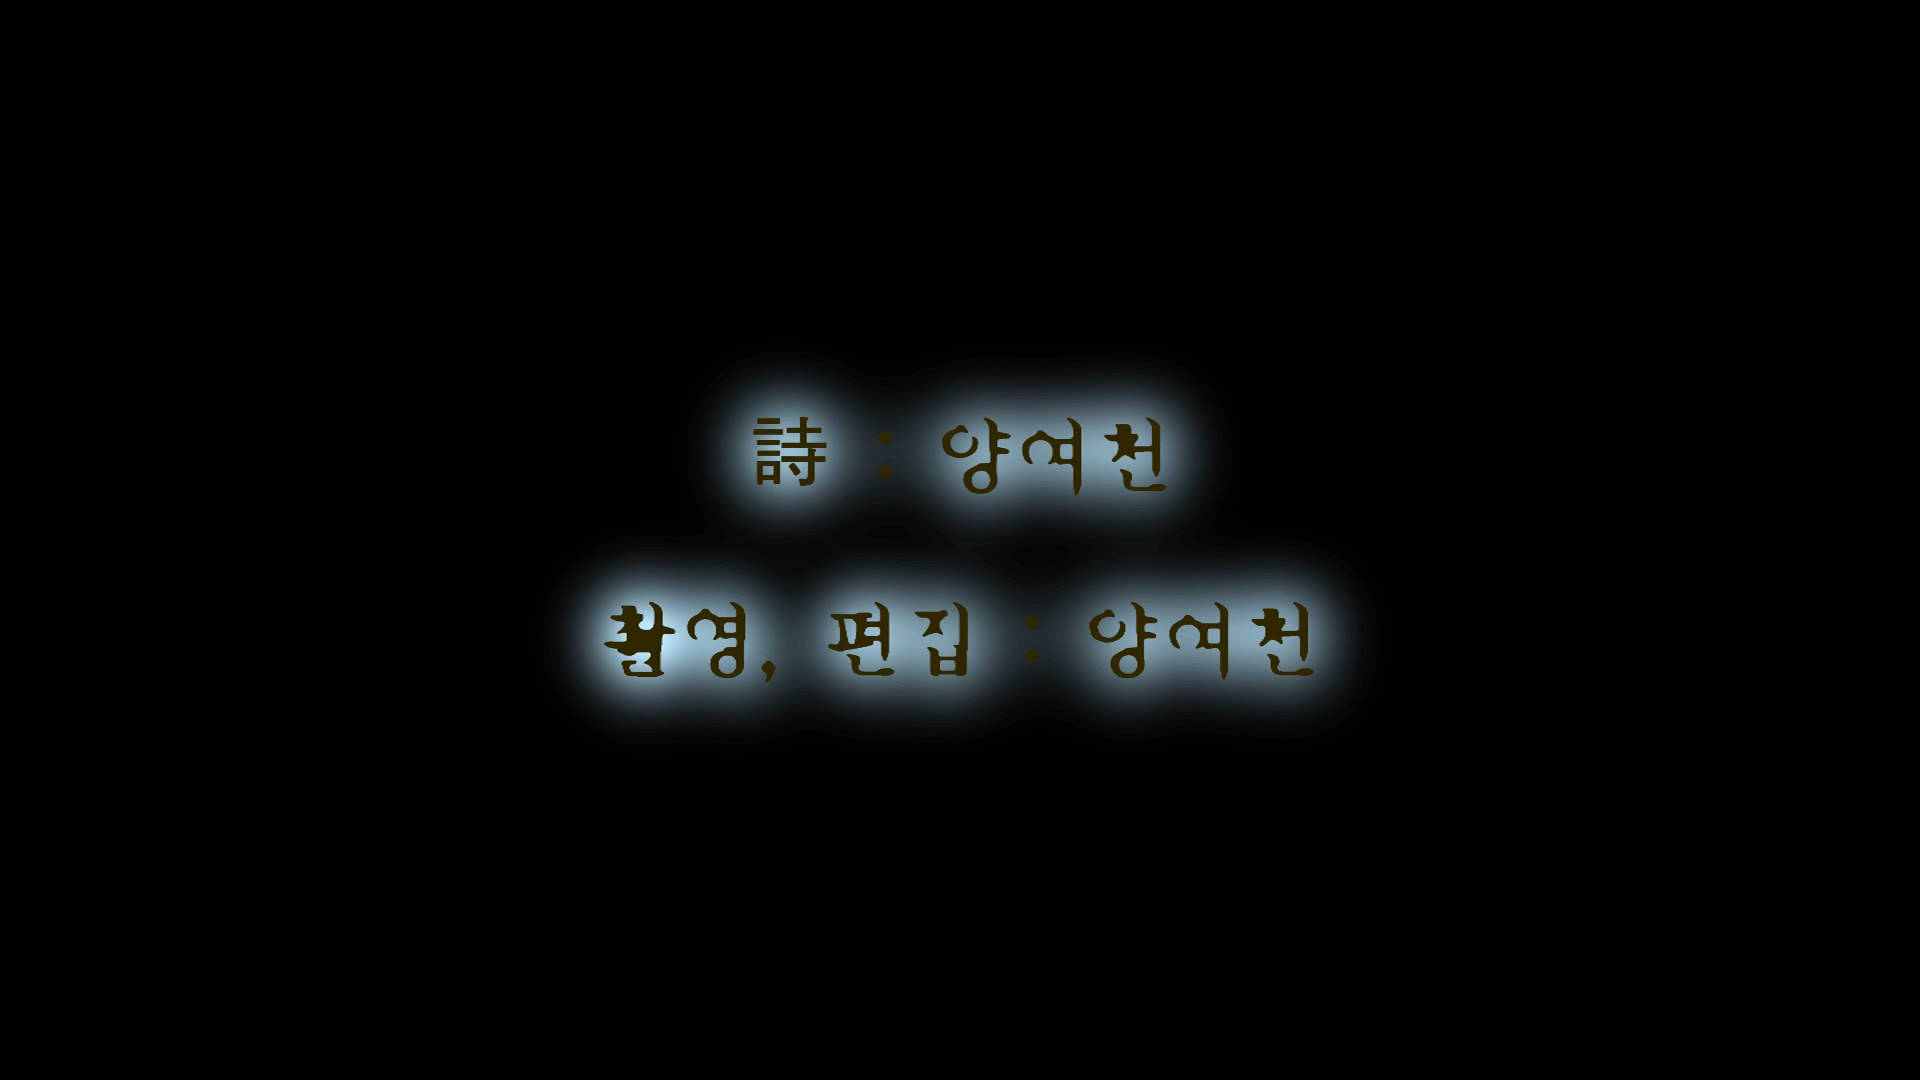 詩 : 양여천
촬영, 편집 : 양여천